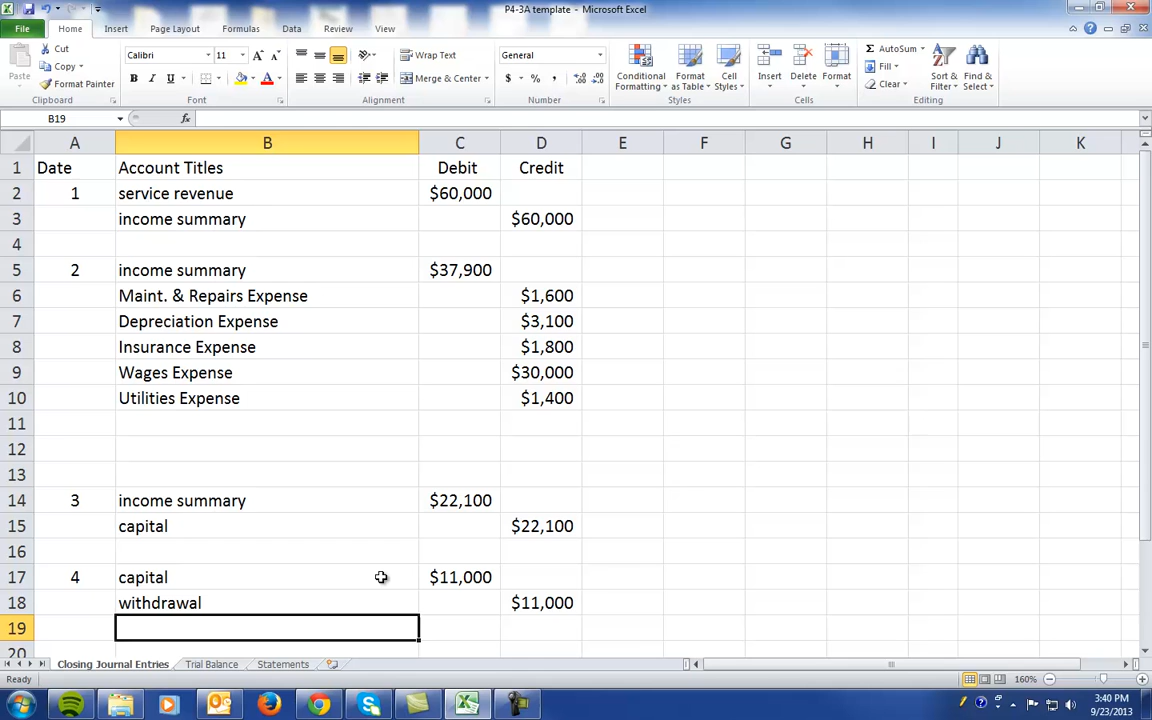 P4-3A template - Microsoft Excel
File Home Insert Page Layout Formulas Data Review View
Paste Cut Copy Format Painter Clipboard
Calibri 11 B I U A A A Font
Wrap Text Merge & Center Alignment
General $ % , Number
Conditional Formatting Format as Table Cell Styles Styles
Insert Delete Format Cells
Σ AutoSum Fill Clear Sort & Filter Find & Select Editing
B19 fx
A B C D E F G H I J K
1 Date Account Titles Debit Credit
2 1 service revenue $60,000
3 income summary $60,000
4
5 2 income summary $37,900
6 Maint. & Repairs Expense $1,600
7 Depreciation Expense $3,100
8 Insurance Expense $1,800
9 Wages Expense $30,000
10 Utilities Expense $1,400
11
12
13
14 3 income summary $22,100
15 capital $22,100
16
17 4 capital $11,000
18 withdrawal $11,000
19
20
Closing Journal Entries Trial Balance Statements
Ready 160%
3:40 PM
9/23/2013